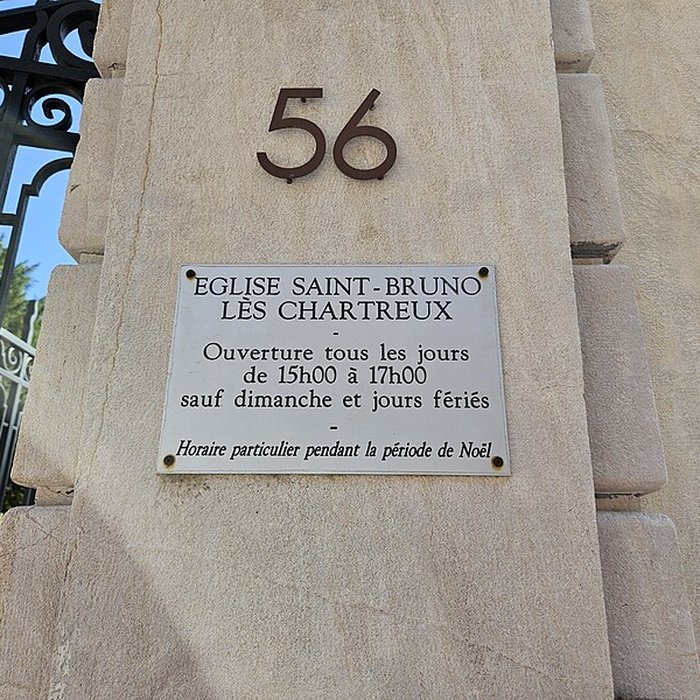 56
EGLISE SAINT-BRUNO
LÈS CHARTREUX
-
Ouverture tous les jours
de 15h00 à 17h00
sauf dimanche et jours fériés
-
Horaire particulier pendant la période de Noël